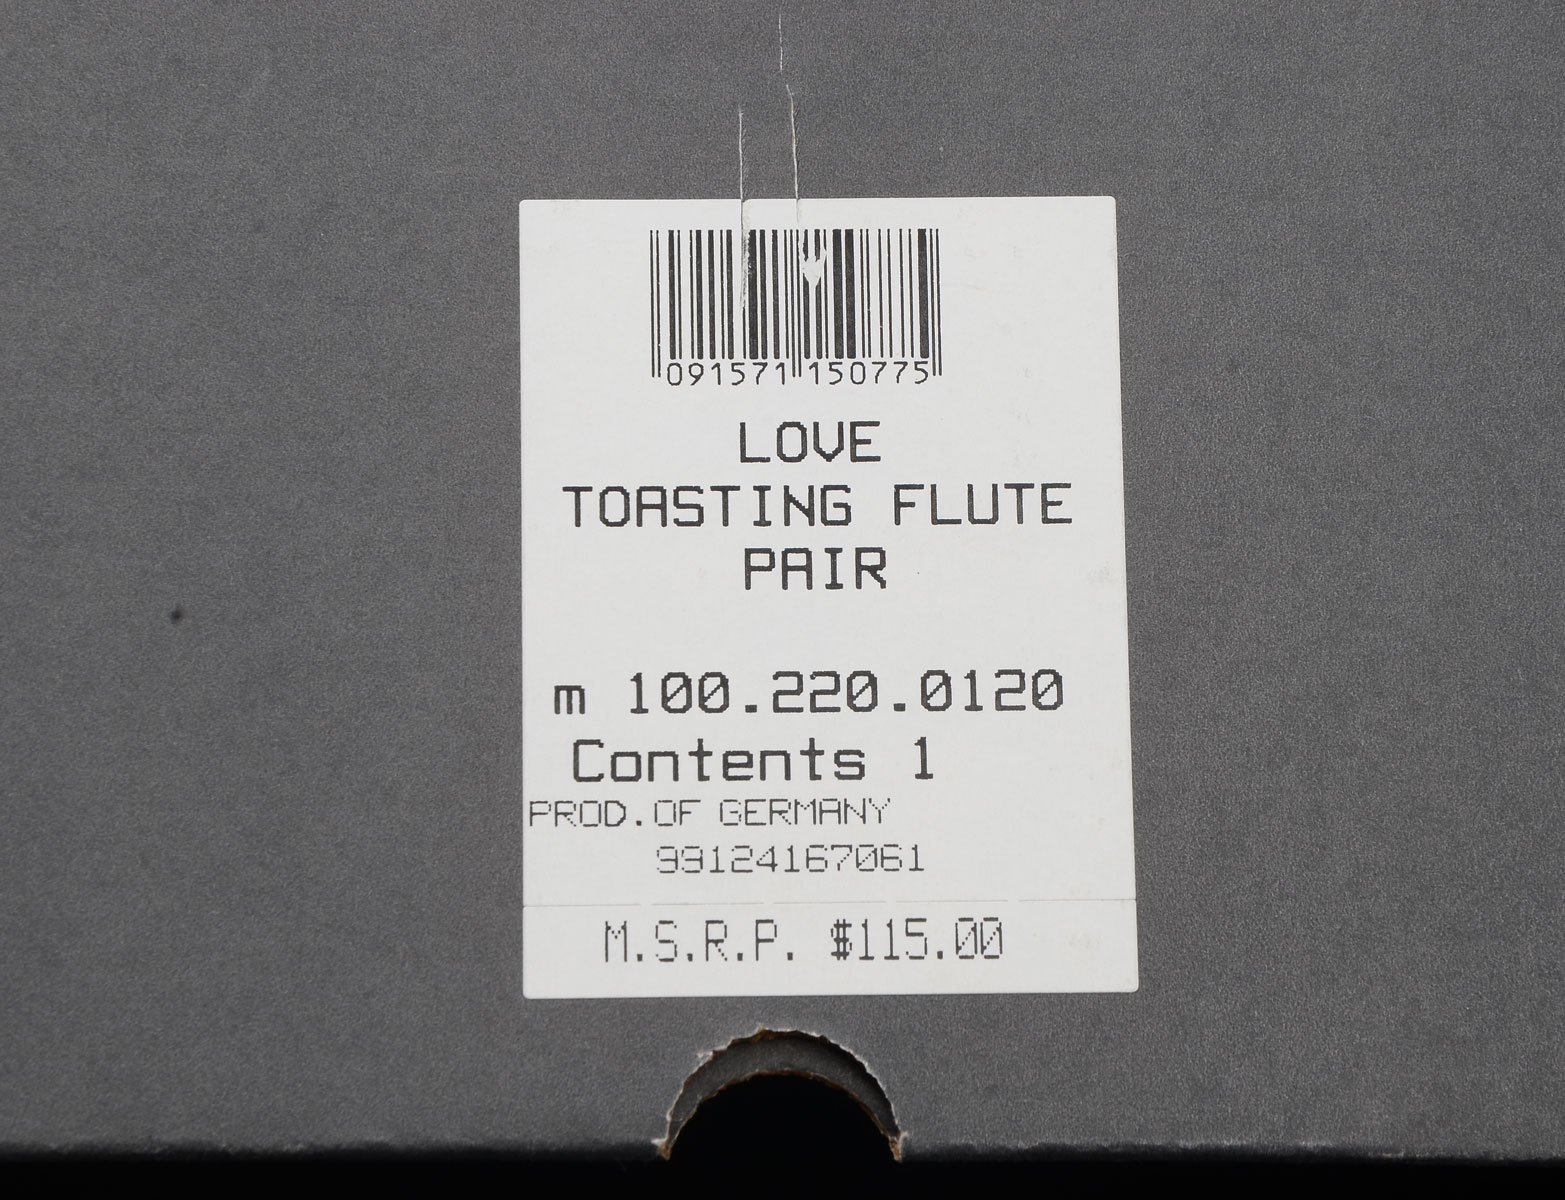 091571 150775
LOVE
TOASTING FLUTE
PAIR
m 100.220.0120
Contents 1
PROD.OF GERMANY
99124167061
M.S.R.P. $115.00